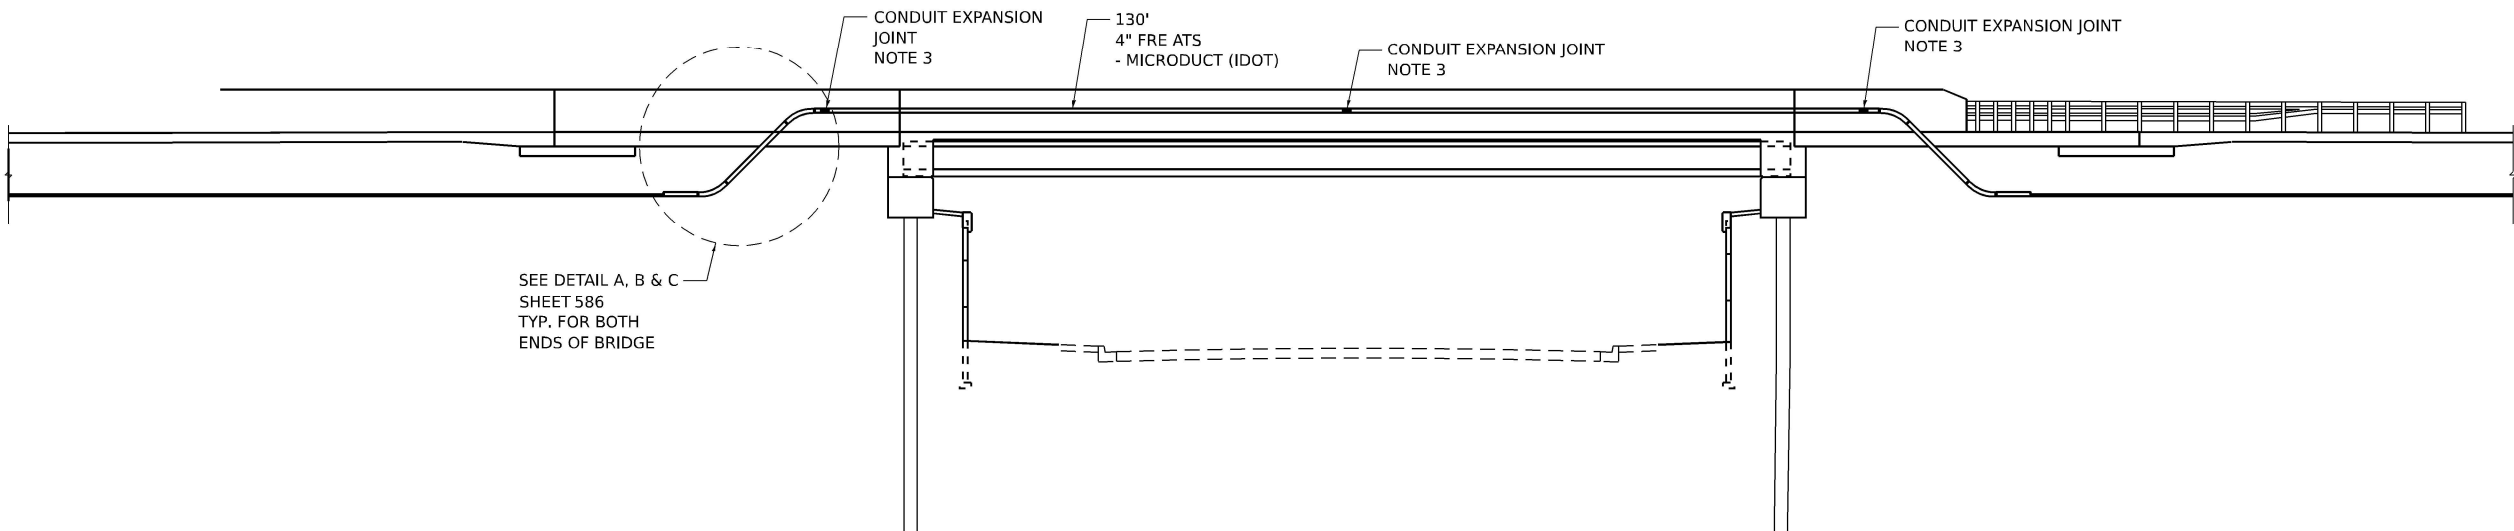 CONDUIT EXPANSION
JOINT
NOTE 3
130'
4" FRE ATS
- MICRODUCT (IDOT)
CONDUIT EXPANSION JOINT
NOTE 3
CONDUIT EXPANSION JOINT
NOTE 3
SEE DETAIL A, B & C
SHEET 586
TYP. FOR BOTH
ENDS OF BRIDGE